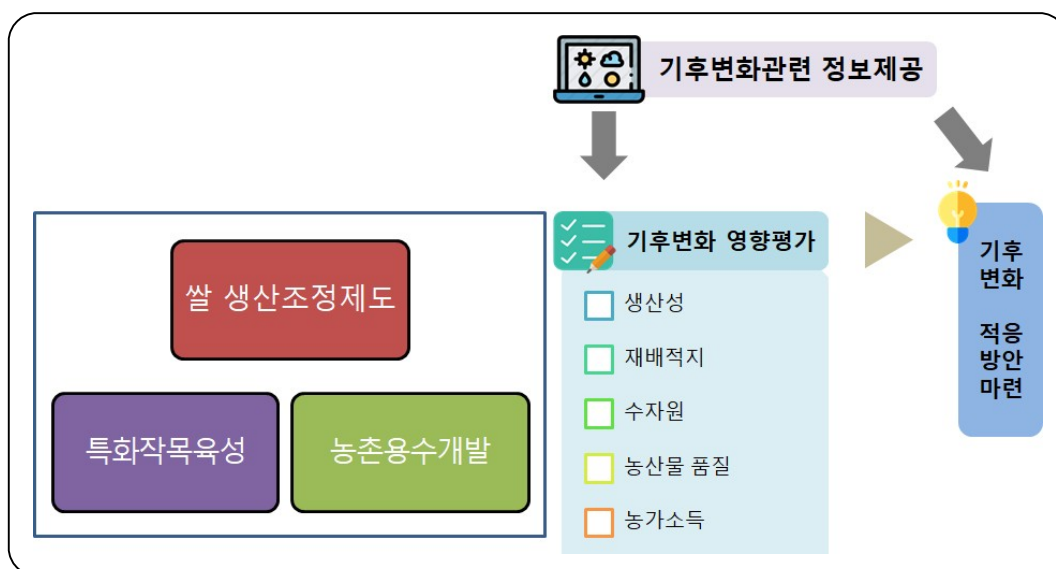 기후변화관련 정보제공
쌀 생산조정제도
특화작목육성
농촌용수개발
기후변화 영향평가
생산성
재배적지
수자원
농산물 품질
농가소득
기후
변화
적응
방안
마련